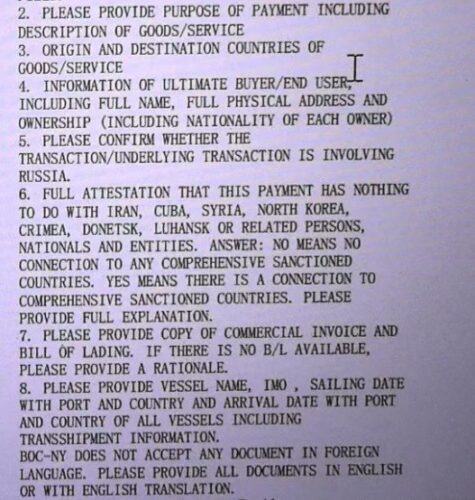 2. PLEASE PROVIDE PURPOSE OF PAYMENT INCLUDING
DESCRIPTION OF GOODS/SERVICE
3. ORIGIN AND DESTINATION COUNTRIES OF
GOODS/SERVICE
4. INFORMATION OF ULTIMATE BUYER/END USER,
INCLUDING FULL NAME, FULL PHYSICAL ADDRESS AND
OWNERSHIP (INCLUDING NATIONALITY OF EACH OWNER)
5. PLEASE CONFIRM WHETHER THE
TRANSACTION/UNDERLYING TRANSACTION IS INVOLVING
RUSSIA.
6. FULL ATTESTATION THAT THIS PAYMENT HAS NOTHING
TO DO WITH IRAN, CUBA, SYRIA, NORTH KOREA,
CRIMEA, DONETSK, LUHANSK OR RELATED PERSONS,
NATIONALS AND ENTITIES. ANSWER: NO MEANS NO
CONNECTION TO ANY COMPREHENSIVE SANCTIONED
COUNTRIES. YES MEANS THERE IS A CONNECTION TO
COMPREHENSIVE SANCTIONED COUNTRIES. PLEASE
PROVIDE FULL EXPLANATION.
7. PLEASE PROVIDE COPY OF COMMERCIAL INVOICE AND
BILL OF LADING. IF THERE IS NO B/L AVAILABLE,
PLEASE PROVIDE A RATIONALE.
8. PLEASE PROVIDE VESSEL NAME, IMO , SAILING DATE
WITH PORT AND COUNTRY AND ARRIVAL DATE WITH PORT
AND COUNTRY OF ALL VESSELS INCLUDING
TRANSSHIPMENT INFORMATION.
BOC-NY DOES NOT ACCEPT ANY DOCUMENT IN FOREIGN
LANGUAGE. PLEASE PROVIDE ALL DOCUMENTS IN ENGLISH
OR WITH ENGLISH TRANSLATION.